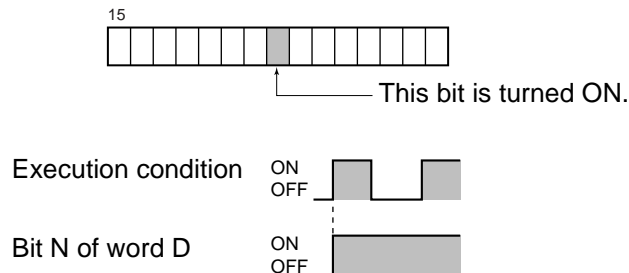 15
This bit is turned ON.
Execution condition ON
OFF
Bit N of word D ON
OFF